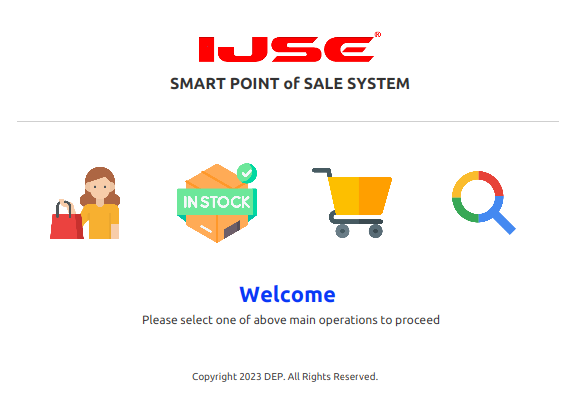 IJSE®
SMART POINT of SALE SYSTEM
IN STOCK
Welcome
Please select one of above main operations to proceed
Copyright 2023 DEP. All Rights Reserved.